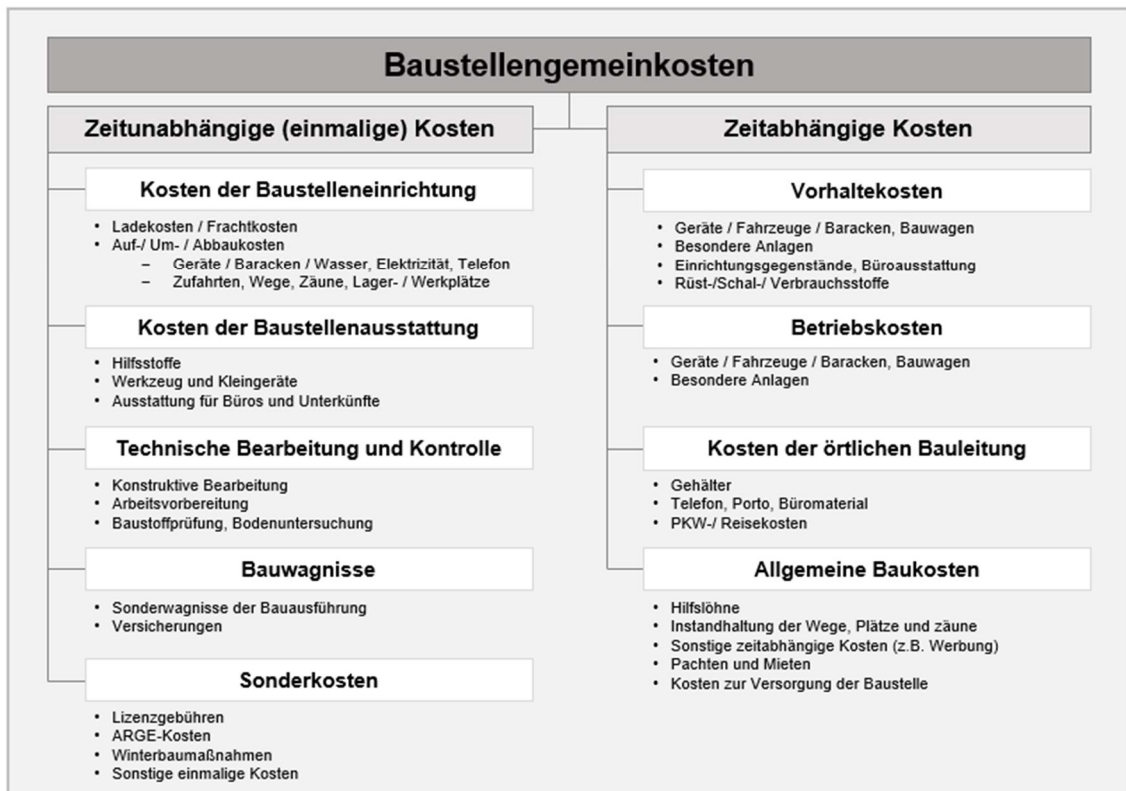 Baustellengemeinkosten
Zeitunabhängige (einmalige) Kosten
Kosten der Baustelleneinrichtung
• Ladekosten / Frachtkosten
• Auf-/ Um- / Abbaukosten
– Geräte / Baracken / Wasser, Elektrizität, Telefon
– Zufahrten, Wege, Zäune, Lager- / Werkplätze
Kosten der Baustellenausstattung
• Hilfsstoffe
• Werkzeug und Kleingeräte
• Ausstattung für Büros und Unterkünfte
Technische Bearbeitung und Kontrolle
• Konstruktive Bearbeitung
• Arbeitsvorbereitung
• Baustoffprüfung, Bodenuntersuchung
Bauwagnisse
• Sonderwagnisse der Bauausführung
• Versicherungen
Sonderkosten
• Lizenzgebühren
• ARGE-Kosten
• Winterbaumaßnahmen
• Sonstige einmalige Kosten
Zeitabhängige Kosten
Vorhaltekosten
• Geräte / Fahrzeuge / Baracken, Bauwagen
• Besondere Anlagen
• Einrichtungsgegenstände, Büroausstattung
• Rüst-/Schal-/ Verbrauchsstoffe
Betriebskosten
• Geräte / Fahrzeuge / Baracken, Bauwagen
• Besondere Anlagen
Kosten der örtlichen Bauleitung
• Gehälter
• Telefon, Porto, Büromaterial
• PKW-/ Reisekosten
Allgemeine Baukosten
• Hilfslöhne
• Instandhaltung der Wege, Plätze und zäune
• Sonstige zeitabhängige Kosten (z.B. Werbung)
• Pachten und Mieten
• Kosten zur Versorgung der Baustelle